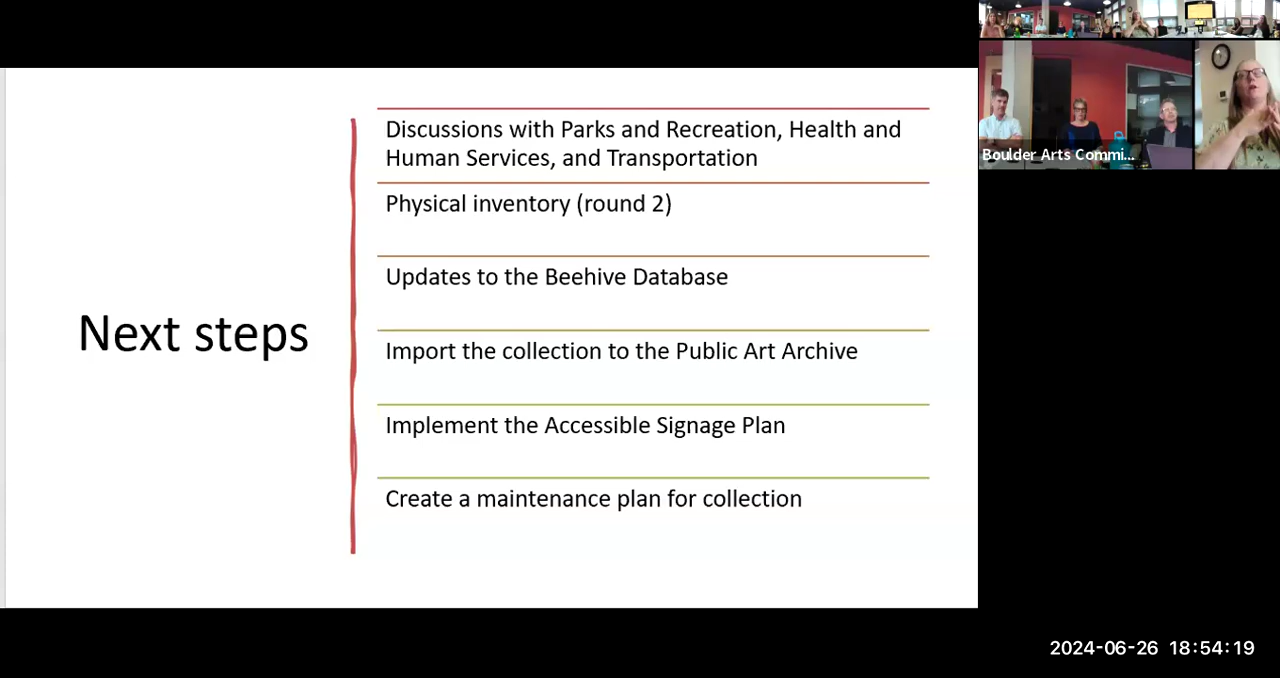 Next steps
Discussions with Parks and Recreation, Health and
Human Services, and Transportation
Physical inventory (round 2)
Updates to the Beehive Database
Import the collection to the Public Art Archive
Implement the Accessible Signage Plan
Create a maintenance plan for collection
Boulder Arts Commi...
2024-06-26 18:54:19